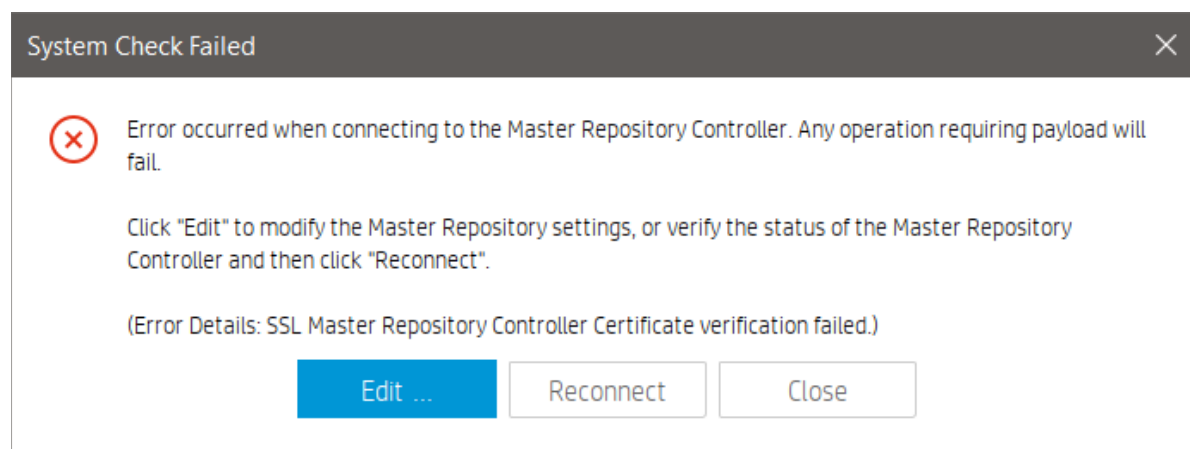 System Check Failed
Error occurred when connecting to the Master Repository Controller. Any operation requiring payload will
fail.
Click "Edit" to modify the Master Repository settings, or verify the status of the Master Repository
Controller and then click "Reconnect".
(Error Details: SSL Master Repository Controller Certificate verification failed.)
Edit ...
Reconnect
Close